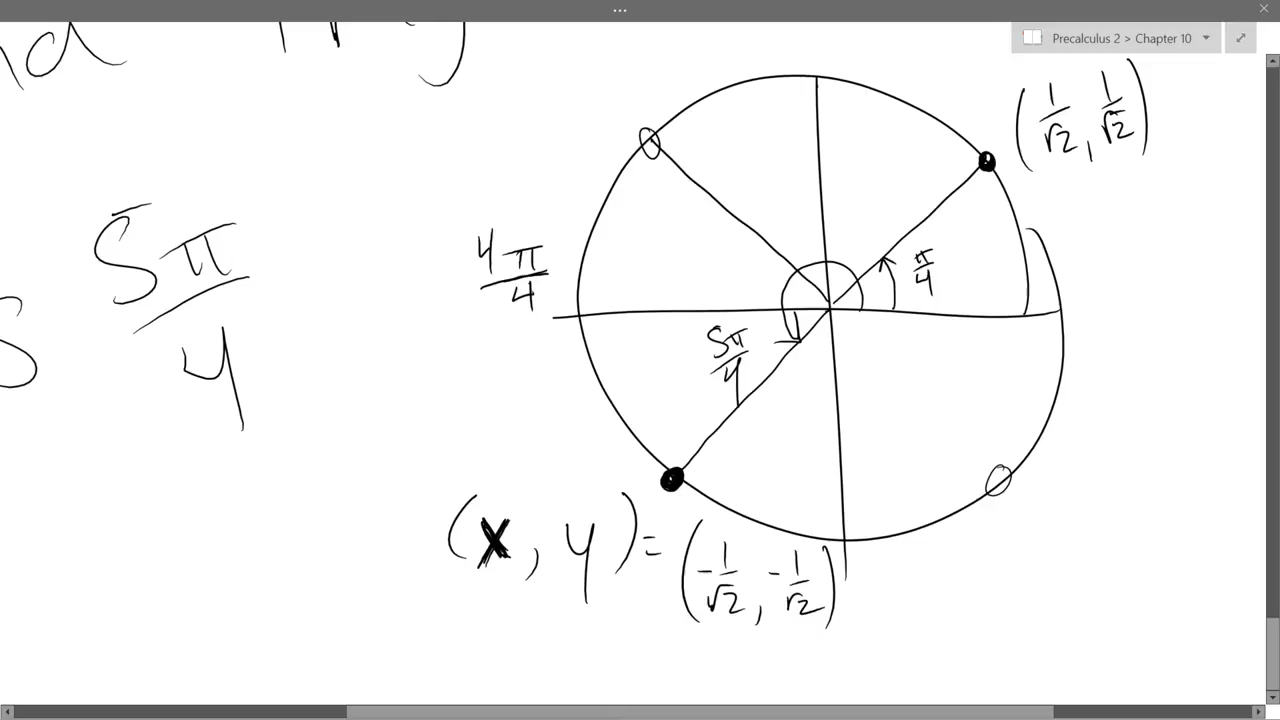 Precalculus 2 > Chapter 10
(1/√2, 1/√2)
5π/4
4π/4
π/4
5π/4
(x, y) = (-1/√2, -1/√2)